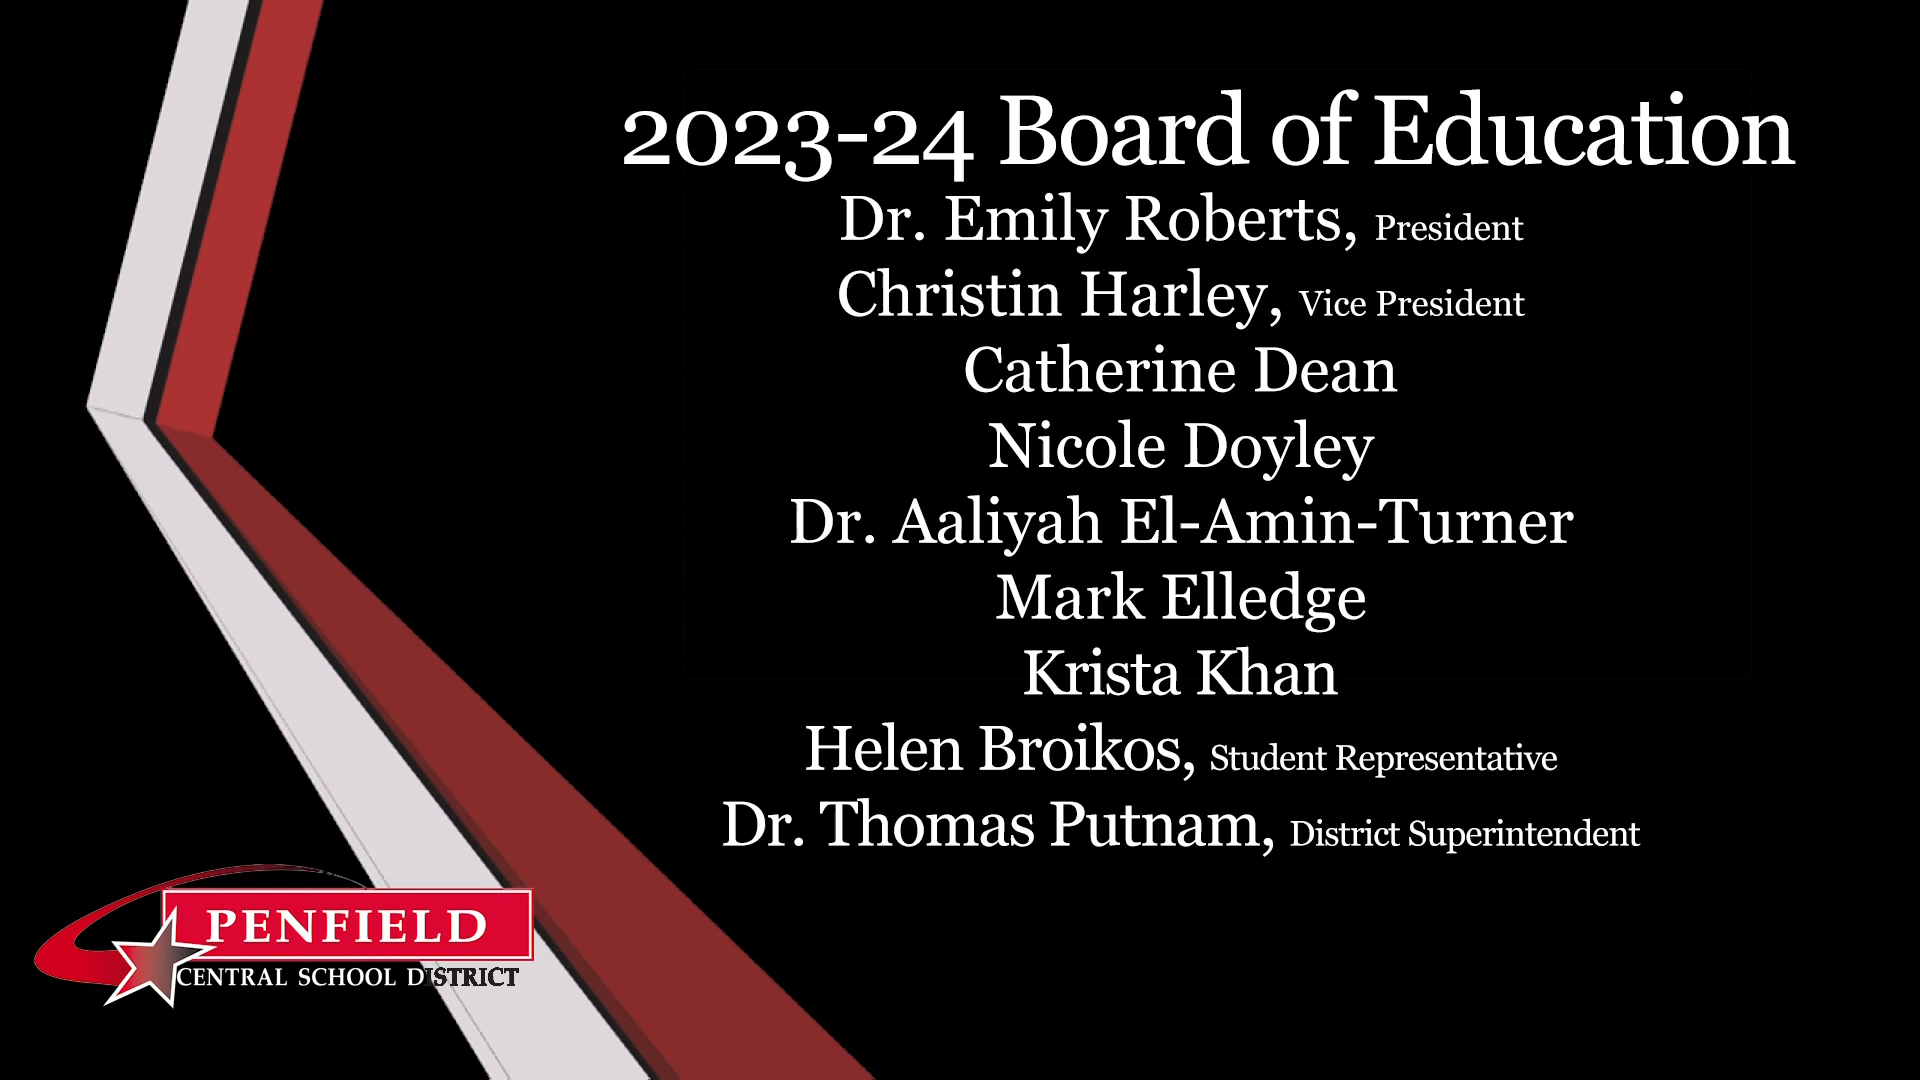 2023-24 Board of Education
Dr. Emily Roberts, President
Christin Harley, Vice President
Catherine Dean
Nicole Doyley
Dr. Aaliyah El-Amin-Turner
Mark Elledge
Krista Khan
Helen Broikos, Student Representative
Dr. Thomas Putnam, District Superintendent
PENFIELD
CENTRAL SCHOOL DISTRICT